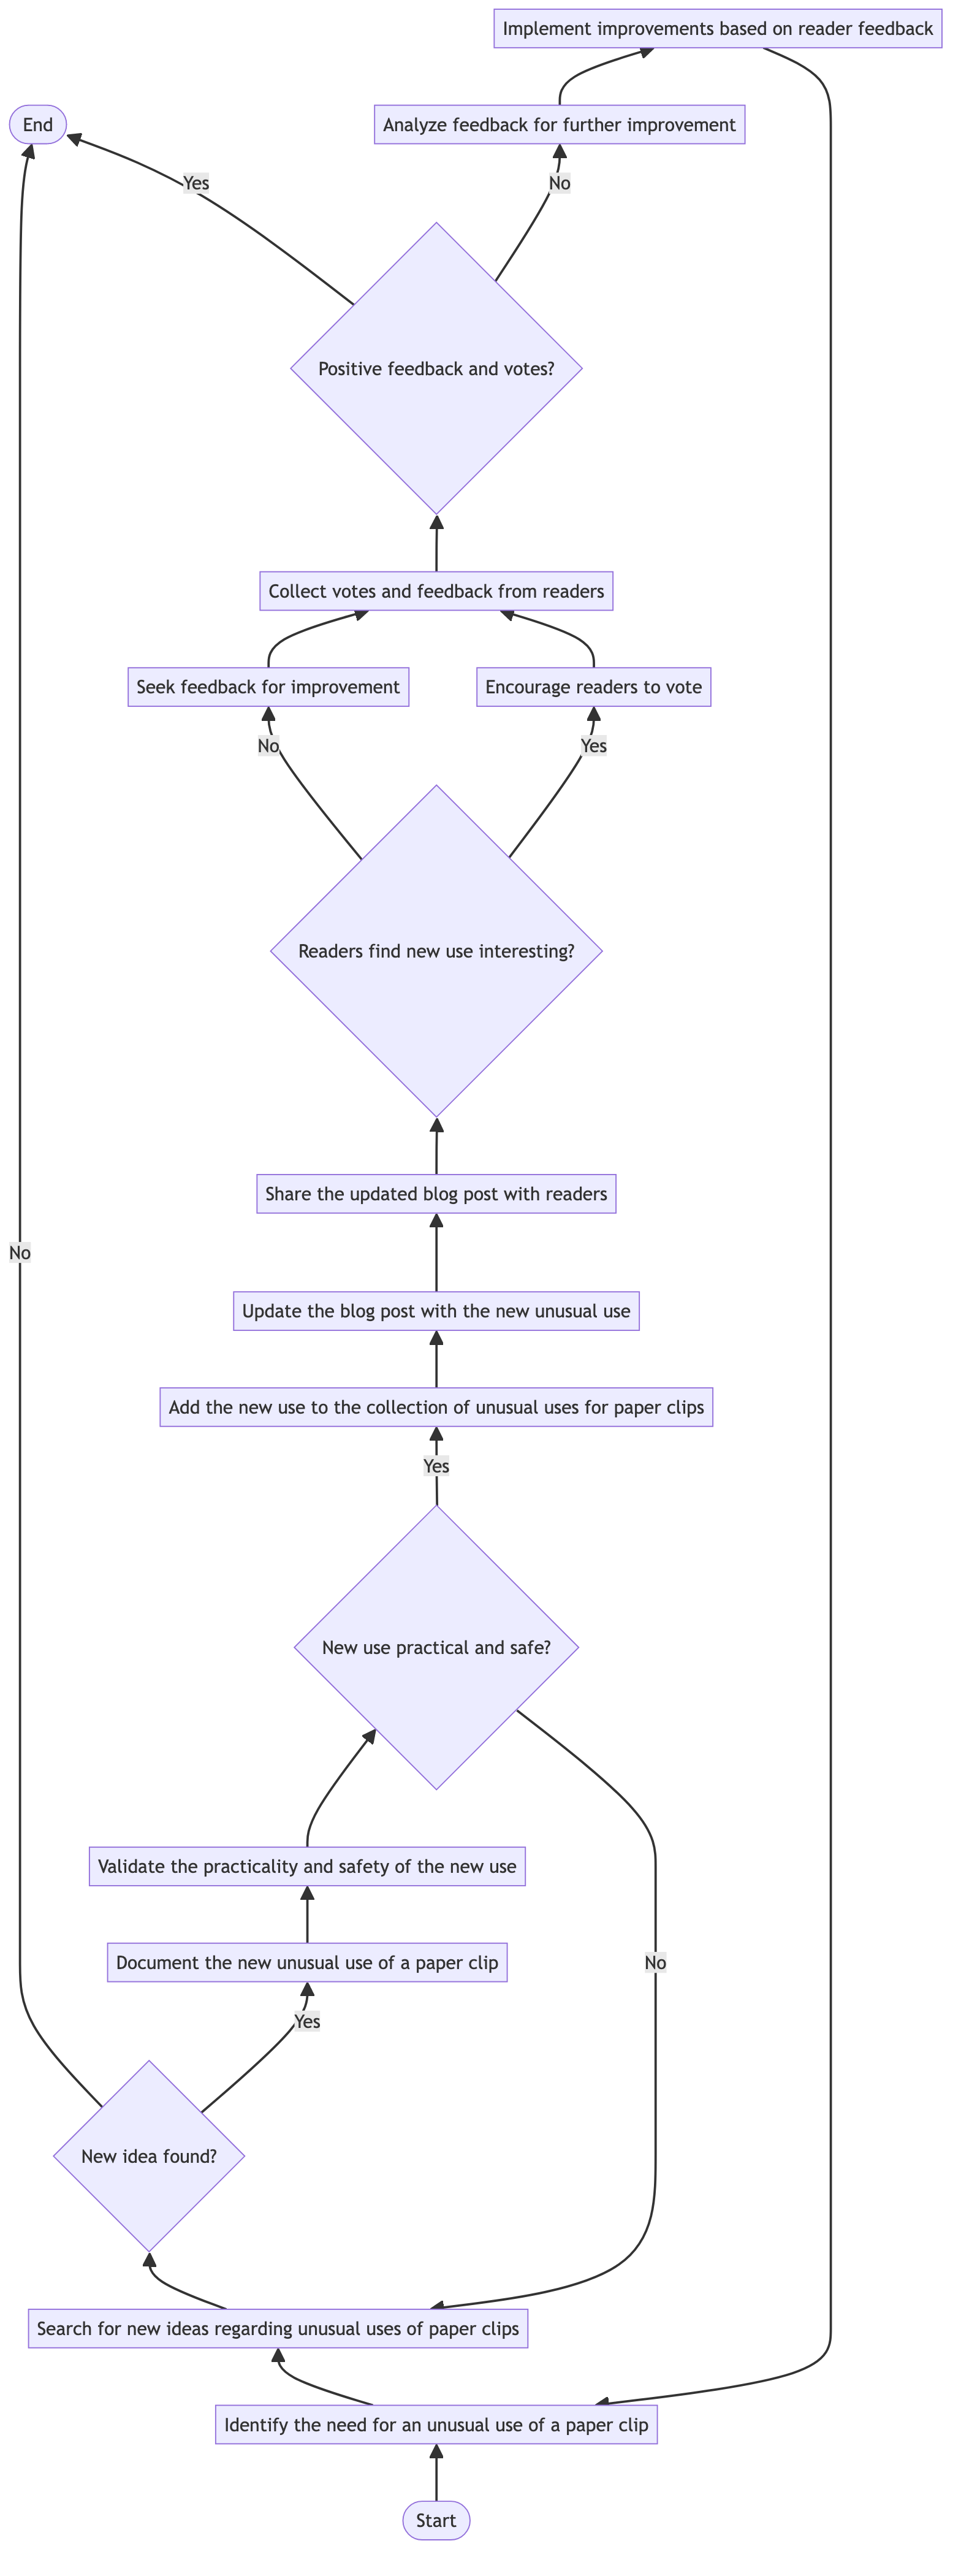 Implement improvements based on reader feedback
End
Analyze feedback for further improvement
Yes
No
Positive feedback and votes?
Collect votes and feedback from readers
Seek feedback for improvement
Encourage readers to vote
No
Yes
Readers find new use interesting?
Share the updated blog post with readers
No
Update the blog post with the new unusual use
Add the new use to the collection of unusual uses for paper clips
Yes
New use practical and safe?
Validate the practicality and safety of the new use
Document the new unusual use of a paper clip
No
Yes
New idea found?
Search for new ideas regarding unusual uses of paper clips
Identify the need for an unusual use of a paper clip
Start